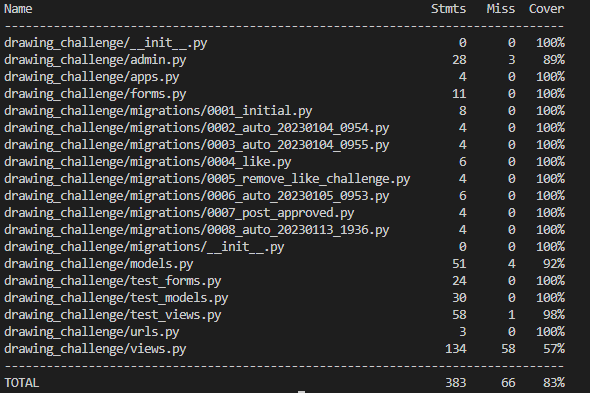 Name Stmts Miss Cover
--------------------------------------------------------------------------------
drawing_challenge/__init__.py 0 0 100%
drawing_challenge/admin.py 28 3 89%
drawing_challenge/apps.py 4 0 100%
drawing_challenge/forms.py 11 0 100%
drawing_challenge/migrations/0001_initial.py 8 0 100%
drawing_challenge/migrations/0002_auto_20230104_0954.py 4 0 100%
drawing_challenge/migrations/0003_auto_20230104_0955.py 4 0 100%
drawing_challenge/migrations/0004_like.py 6 0 100%
drawing_challenge/migrations/0005_remove_like_challenge.py 4 0 100%
drawing_challenge/migrations/0006_auto_20230105_0953.py 6 0 100%
drawing_challenge/migrations/0007_post_approved.py 4 0 100%
drawing_challenge/migrations/0008_auto_20230113_1936.py 4 0 100%
drawing_challenge/migrations/__init__.py 0 0 100%
drawing_challenge/models.py 51 4 92%
drawing_challenge/test_forms.py 24 0 100%
drawing_challenge/test_models.py 30 0 100%
drawing_challenge/test_views.py 58 1 98%
drawing_challenge/urls.py 3 0 100%
drawing_challenge/views.py 134 58 57%
--------------------------------------------------------------------------------
TOTAL 383 66 83%